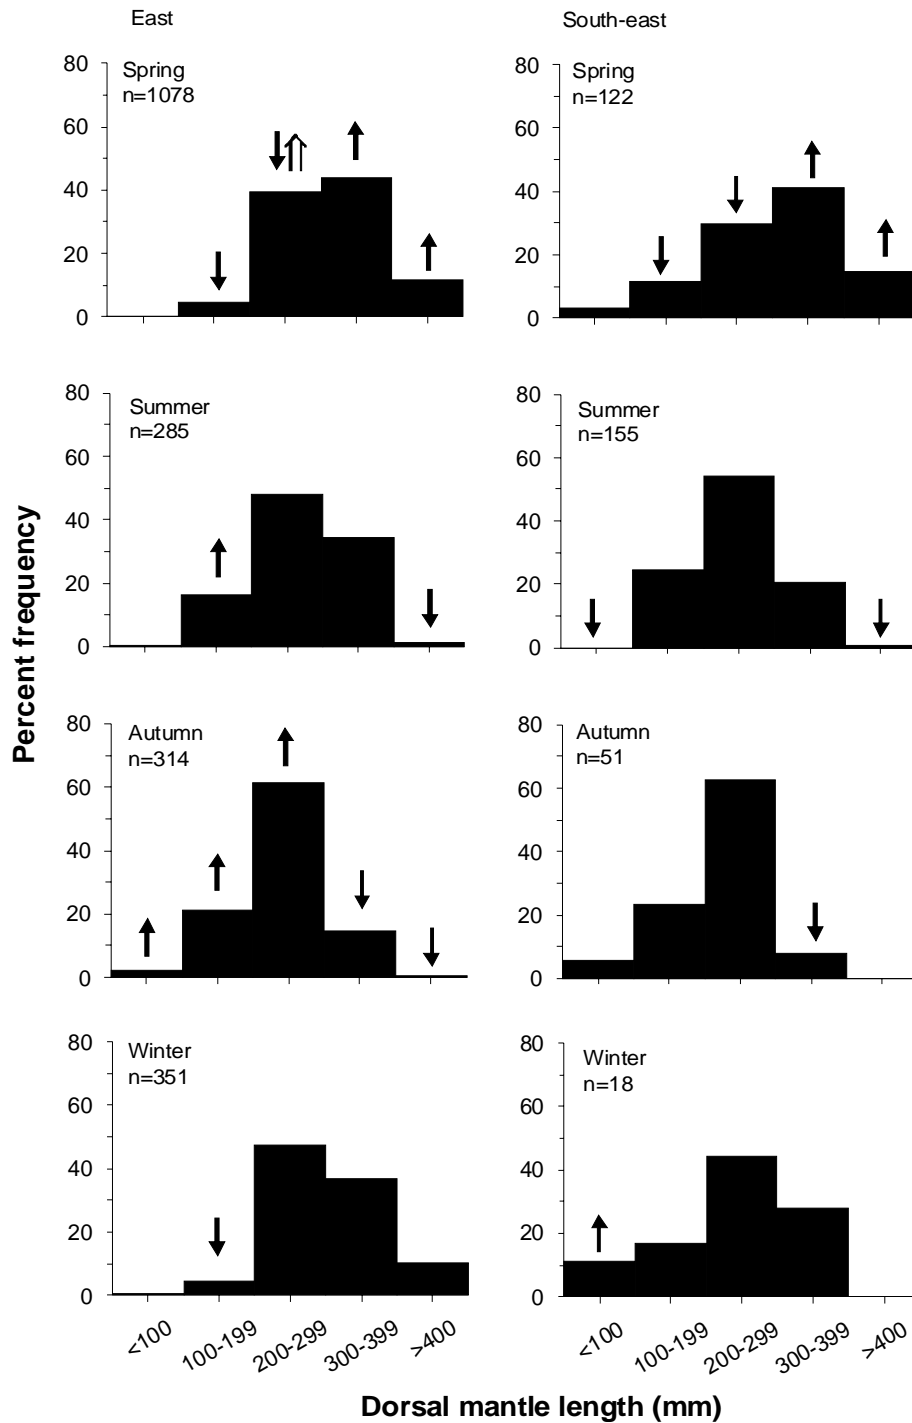 East
South-east
80
60
40
20
0
Spring
n=1078
80
60
40
20
0
Spring
n=122
80
60
40
20
0
Summer
n=285
80
60
40
20
0
Summer
n=155
Percent frequency
80
60
40
20
0
Autumn
n=314
80
60
40
20
0
Autumn
n=51
80
60
40
20
0
Winter
n=351
80
60
40
20
0
Winter
n=18
<100
100-199
200-299
300-399
>400
<100
100-199
200-299
300-399
>400
Dorsal mantle length (mm)